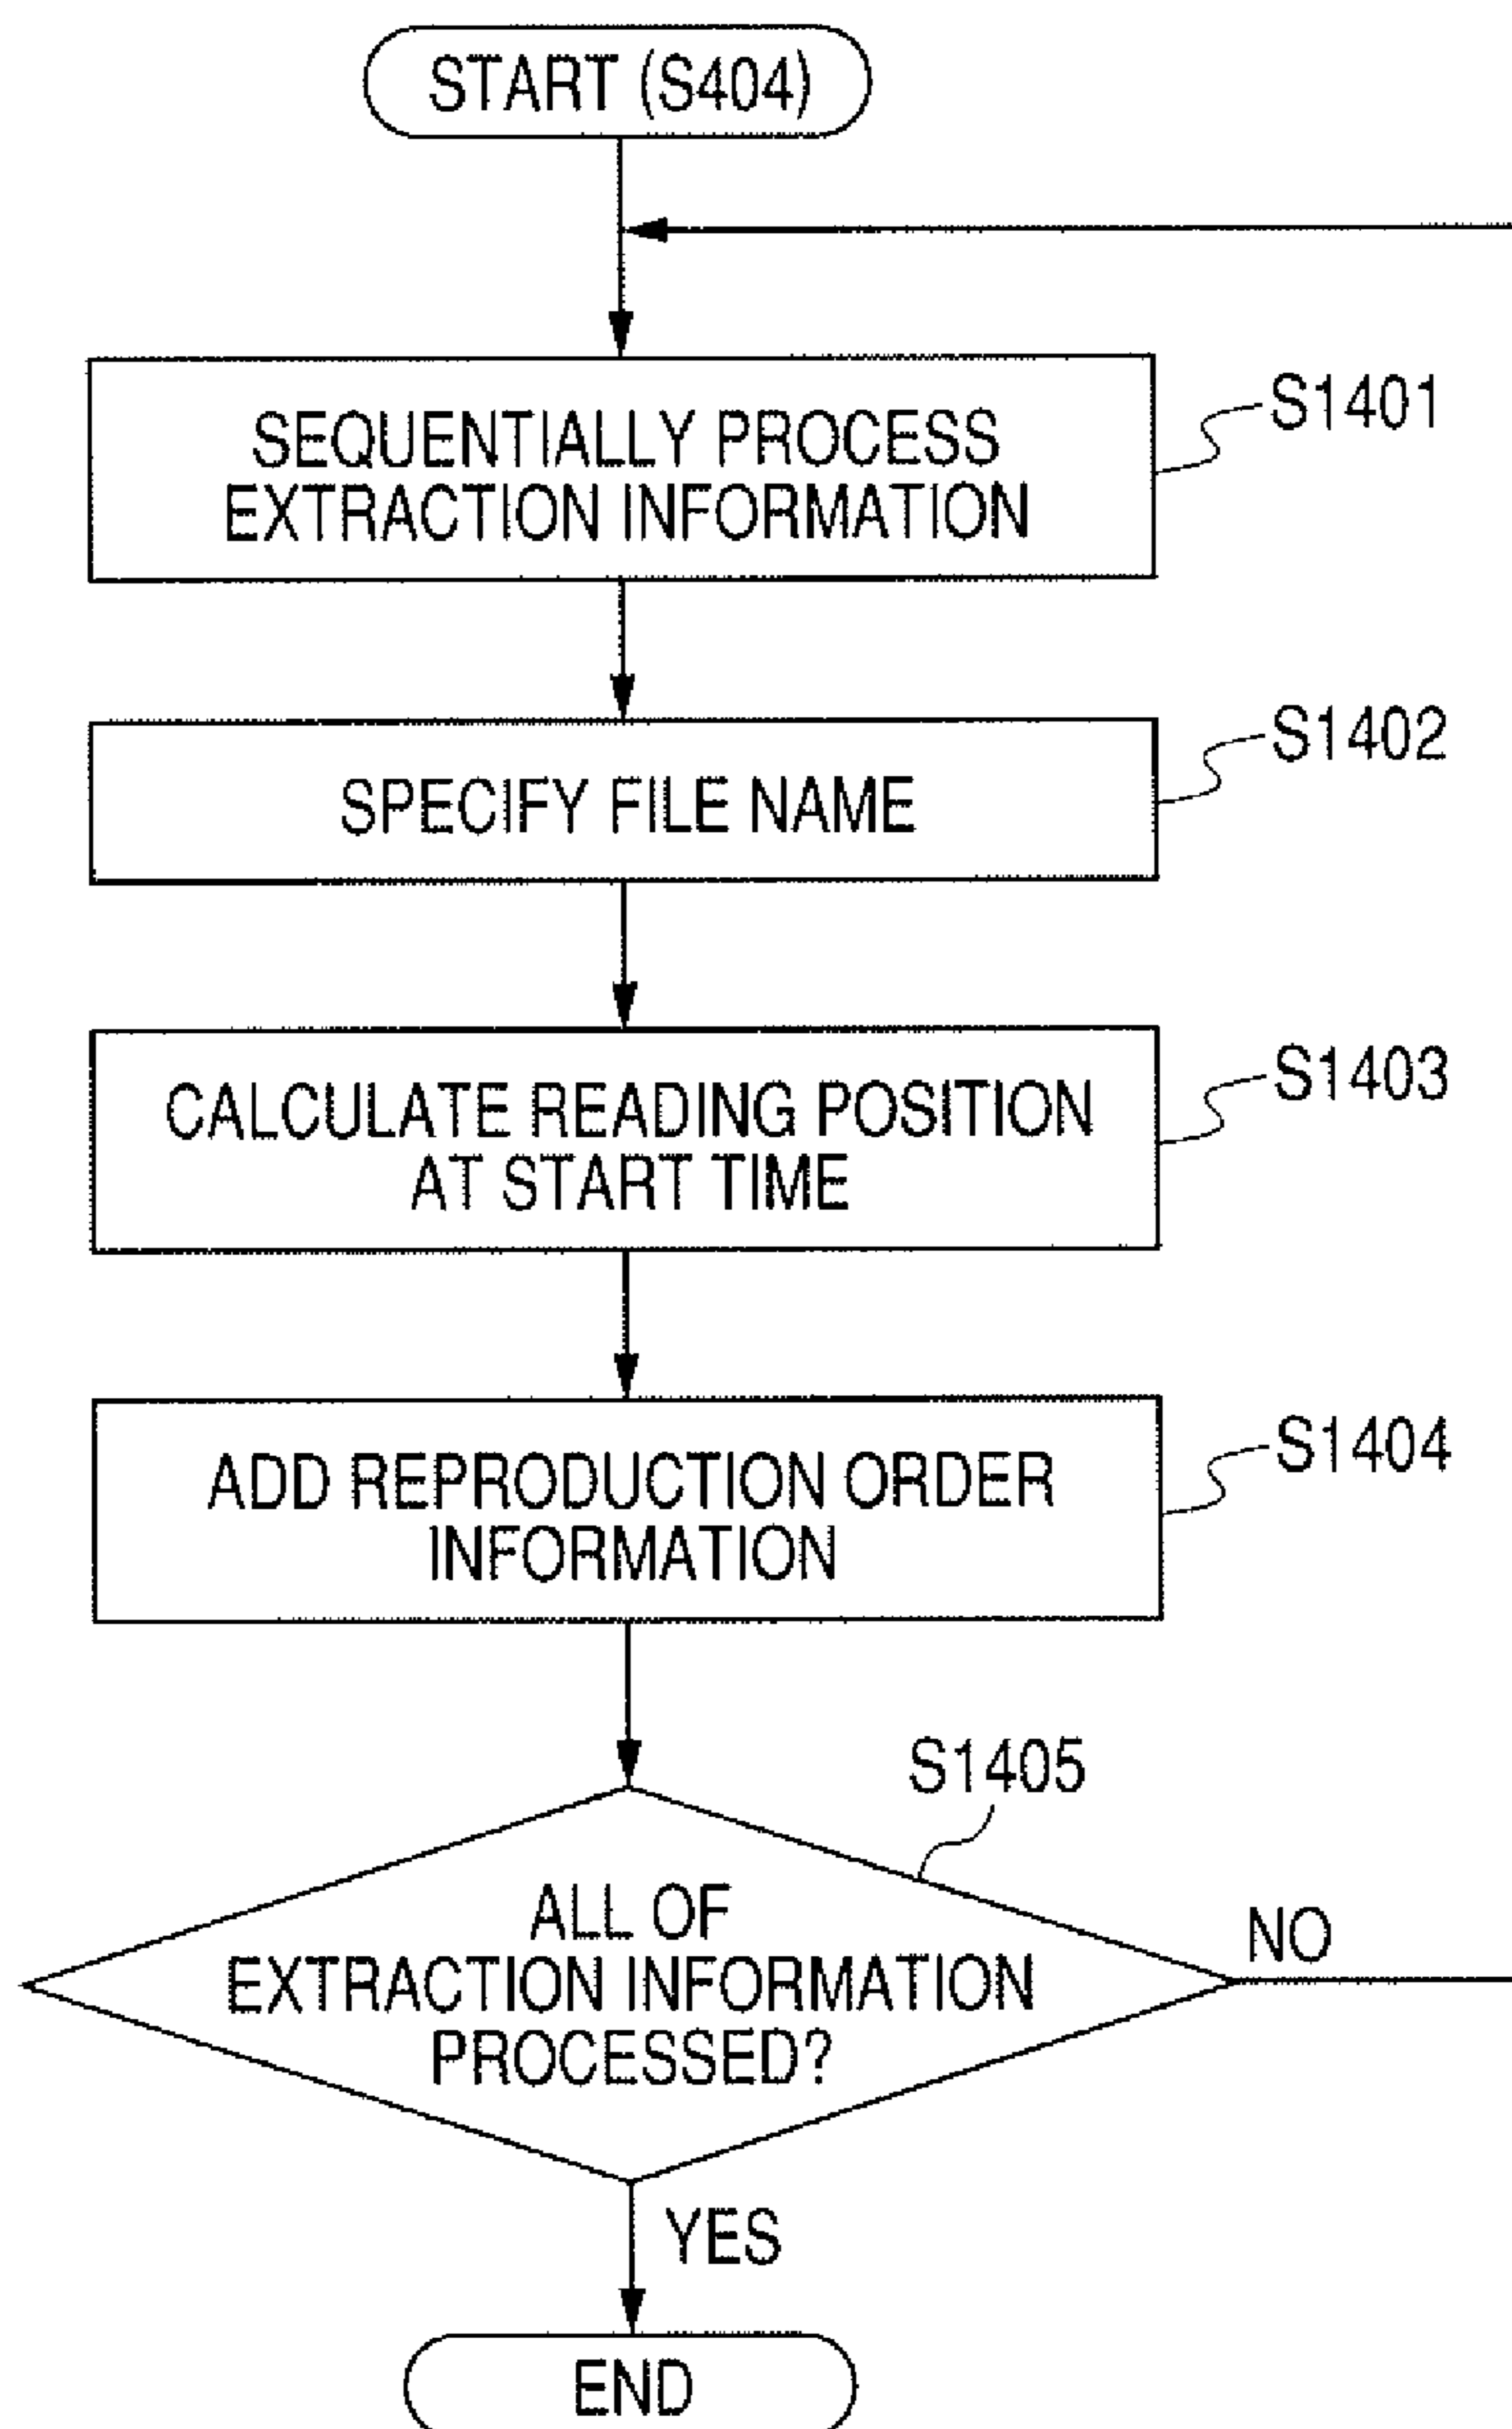 START (S404)
SEQUENTIALLY PROCESS
EXTRACTION INFORMATION
S1401
SPECIFY FILE NAME
S1402
CALCULATE READING POSITION
AT START TIME
S1403
ADD REPRODUCTION ORDER
INFORMATION
S1404
S1405
ALL OF
EXTRACTION INFORMATION
PROCESSED?
NO
YES
END